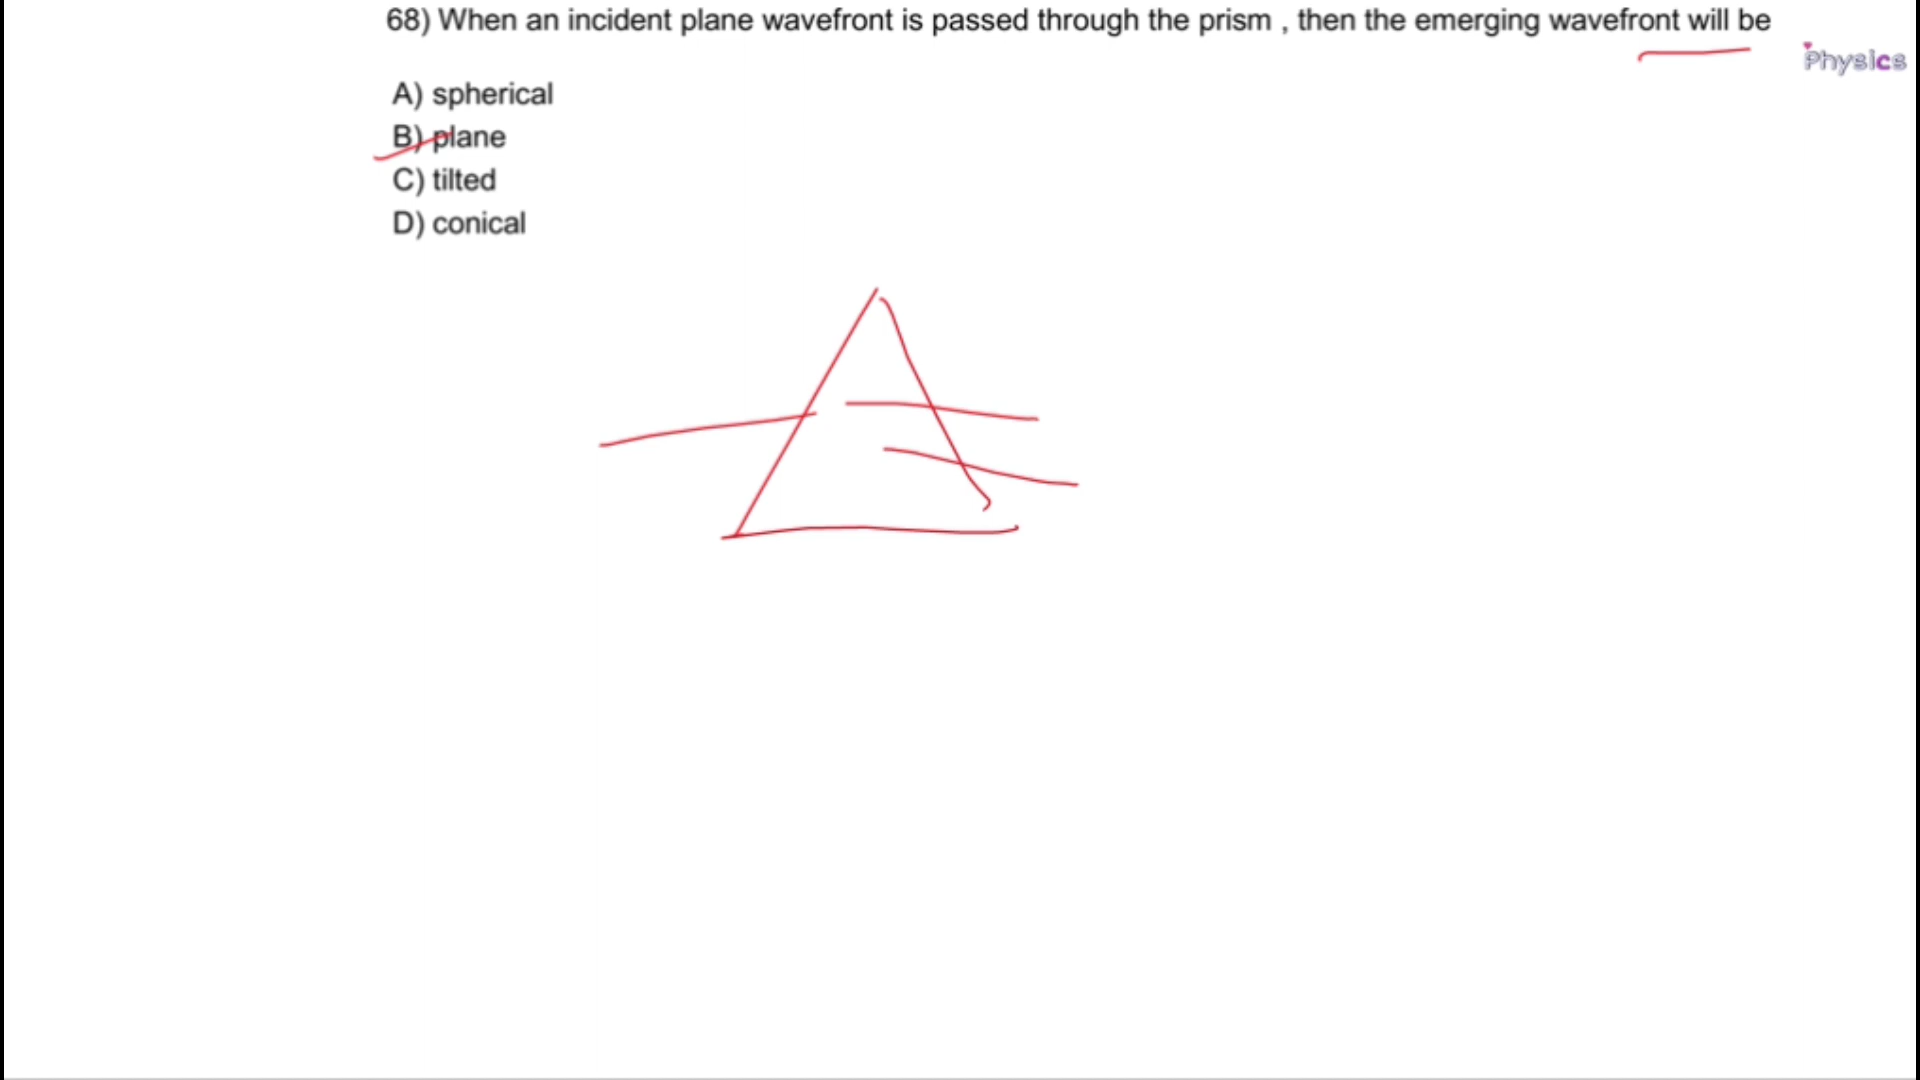 68) When an incident plane wavefront is passed through the prism , then the emerging wavefront will be
Physics
A) spherical
B) plane
C) tilted
D) conical